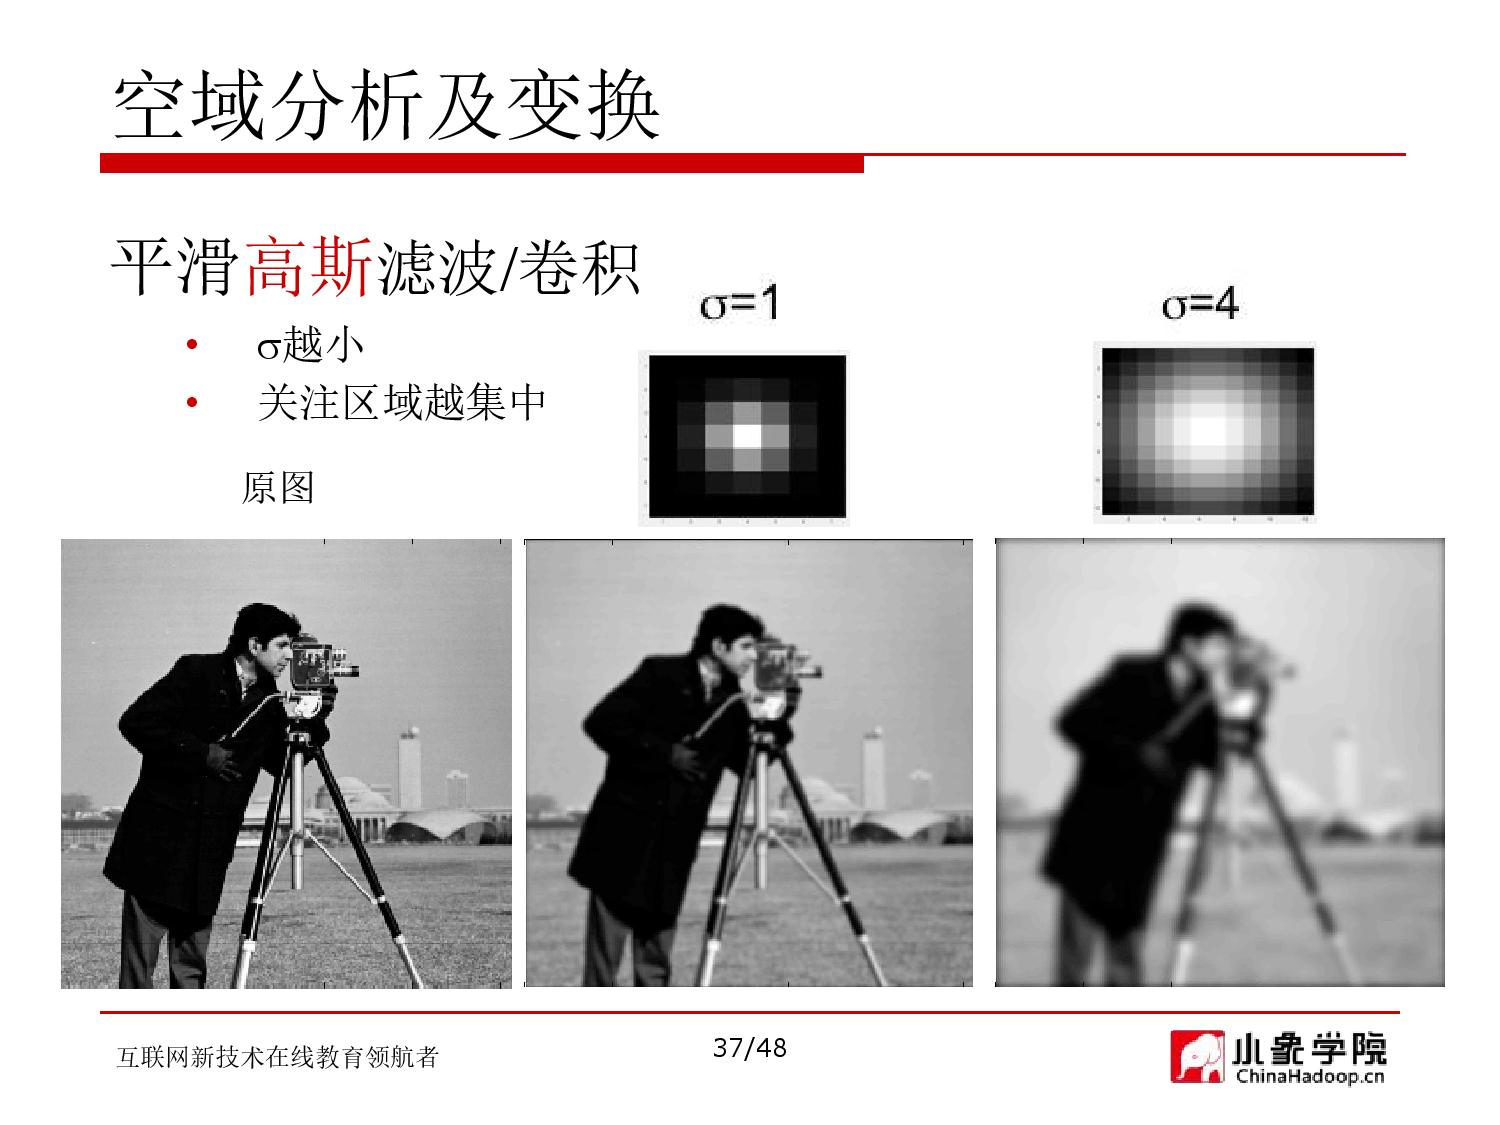 空域分析及变换
平滑高斯滤波/卷积
• σ越小
• 关注区域越集中
原图
σ=1
σ=4
互联网新技术在线教育领航者
37/48
小象学院
ChinaHadoop.cn